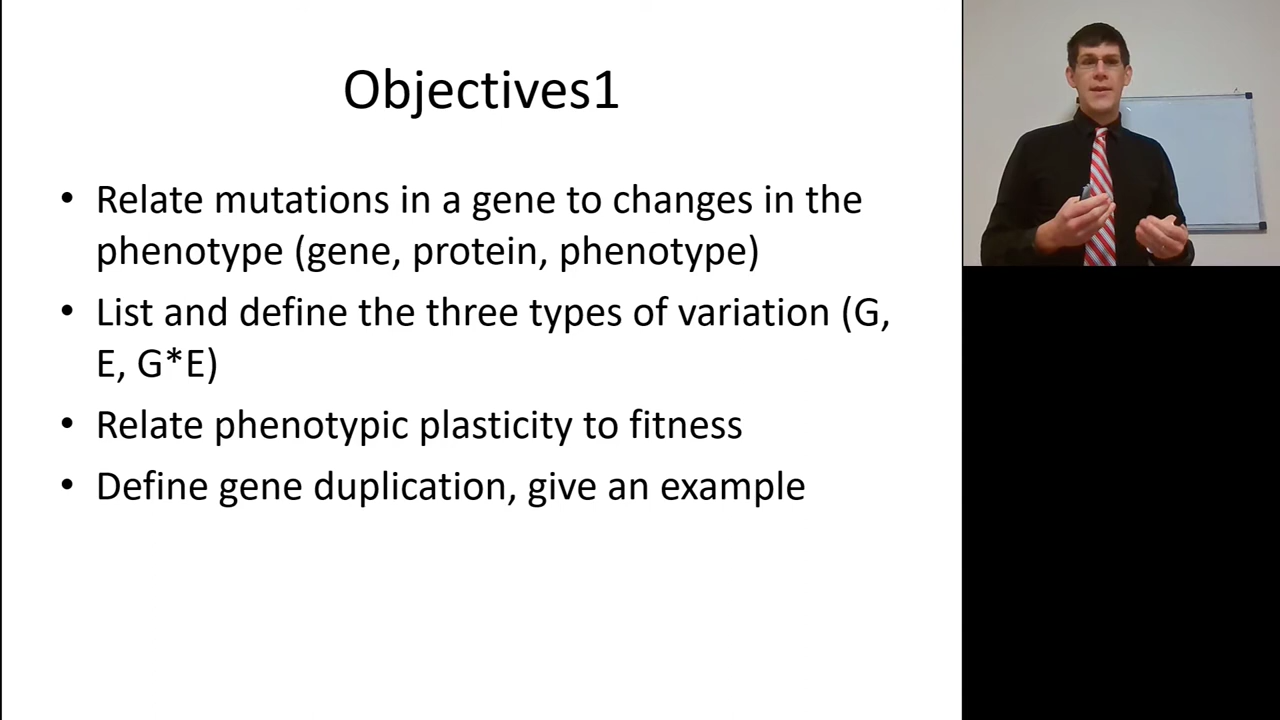 Objectives1
• Relate mutations in a gene to changes in the
phenotype (gene, protein, phenotype)
• List and define the three types of variation (G,
E, G*E)
• Relate phenotypic plasticity to fitness
• Define gene duplication, give an example